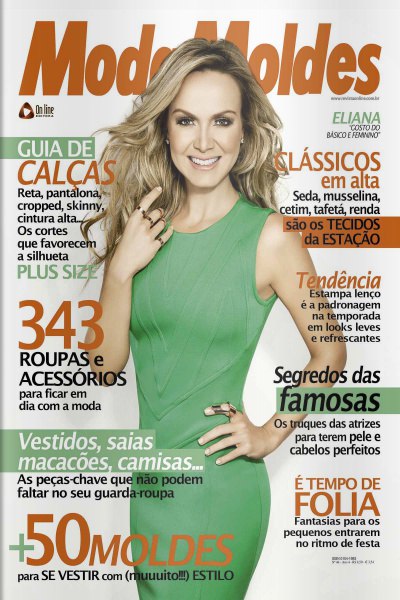 Moda Moldes
www.revistaonline.com.br
On line
EDITORA
ELIANA
"GOSTO DO
BÁSICO E FEMININO"
GUIA DE
CALÇAS
Reta, pantalona,
cropped, skinny,
cintura alta...
Os cortes
que favorecem
a silhueta
PLUS SIZE
CLÁSSICOS
em alta
Seda, musselina,
cetim, tafetá, renda
são os TECIDOS
da ESTAÇÃO
Tendência
Estampa lenço
é a padronagem
na temporada
em looks leves
e refrescantes
343
ROUPAS e
ACESSÓRIOS
para ficar em
dia com a moda
Segredos das
famosas
Os truques das atrizes
para terem pele e
cabelos perfeitos
Vestidos, saias
macacões, camisas...
As peças-chave que não podem
faltar no seu guarda-roupa
É TEMPO DE
FOLIA
Fantasias para os
pequenos entrarem
no ritmo de festa
+50MOLDES
para SE VESTIR com (muuuito!!!) ESTILO